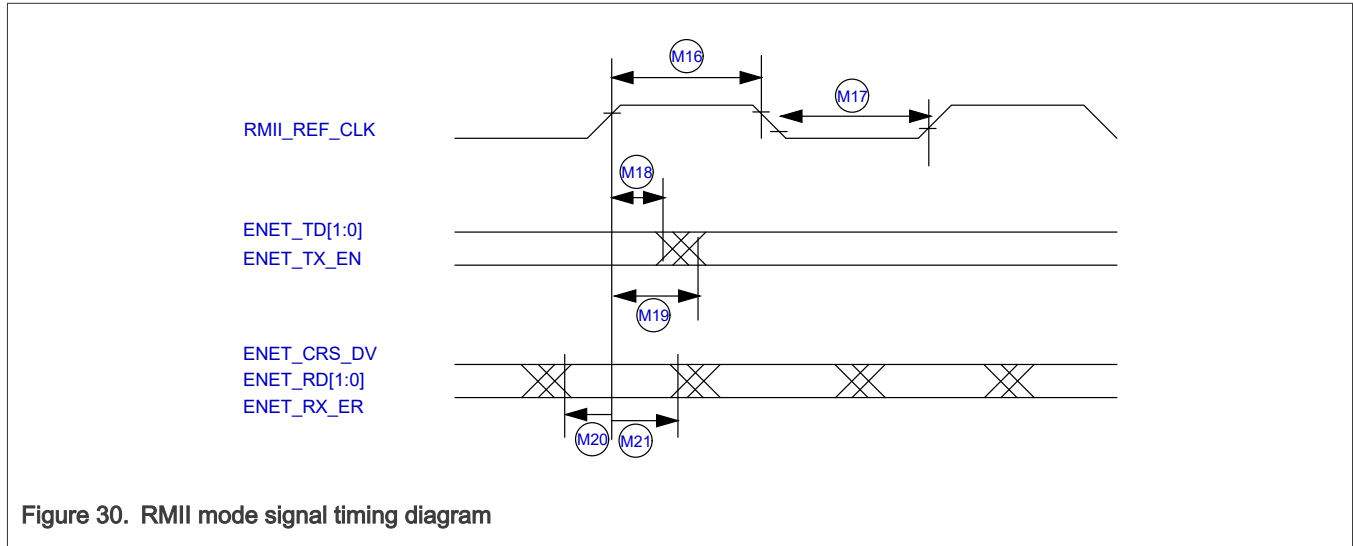 M16
M17
RMII_REF_CLK
M18
ENET_TD[1:0]
ENET_TX_EN
M19
ENET_CRS_DV
ENET_RD[1:0]
ENET_RX_ER
M20
M21
Figure 30. RMII mode signal timing diagram